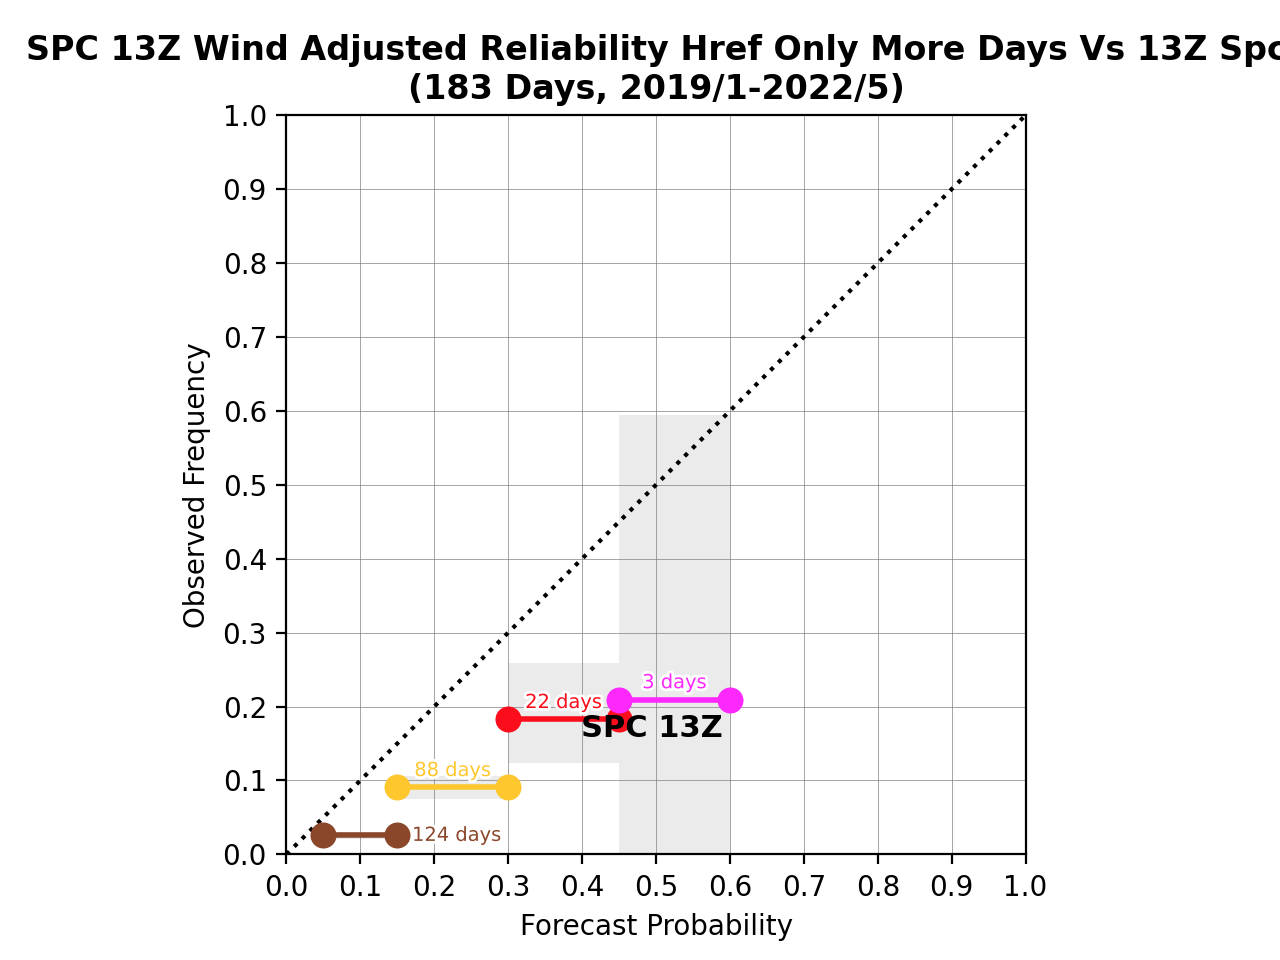 SPC 13Z Wind Adjusted Reliability Href Only More Days Vs 13Z Spc
(183 Days, 2019/1-2022/5)
1.0
0.9
0.8
0.7
0.6
0.5
0.4
0.3
0.2
0.1
0.0
Observed Frequency
3 days
22 days
SPC 13Z
88 days
124 days
0.0 0.1 0.2 0.3 0.4 0.5 0.6 0.7 0.8 0.9 1.0
Forecast Probability